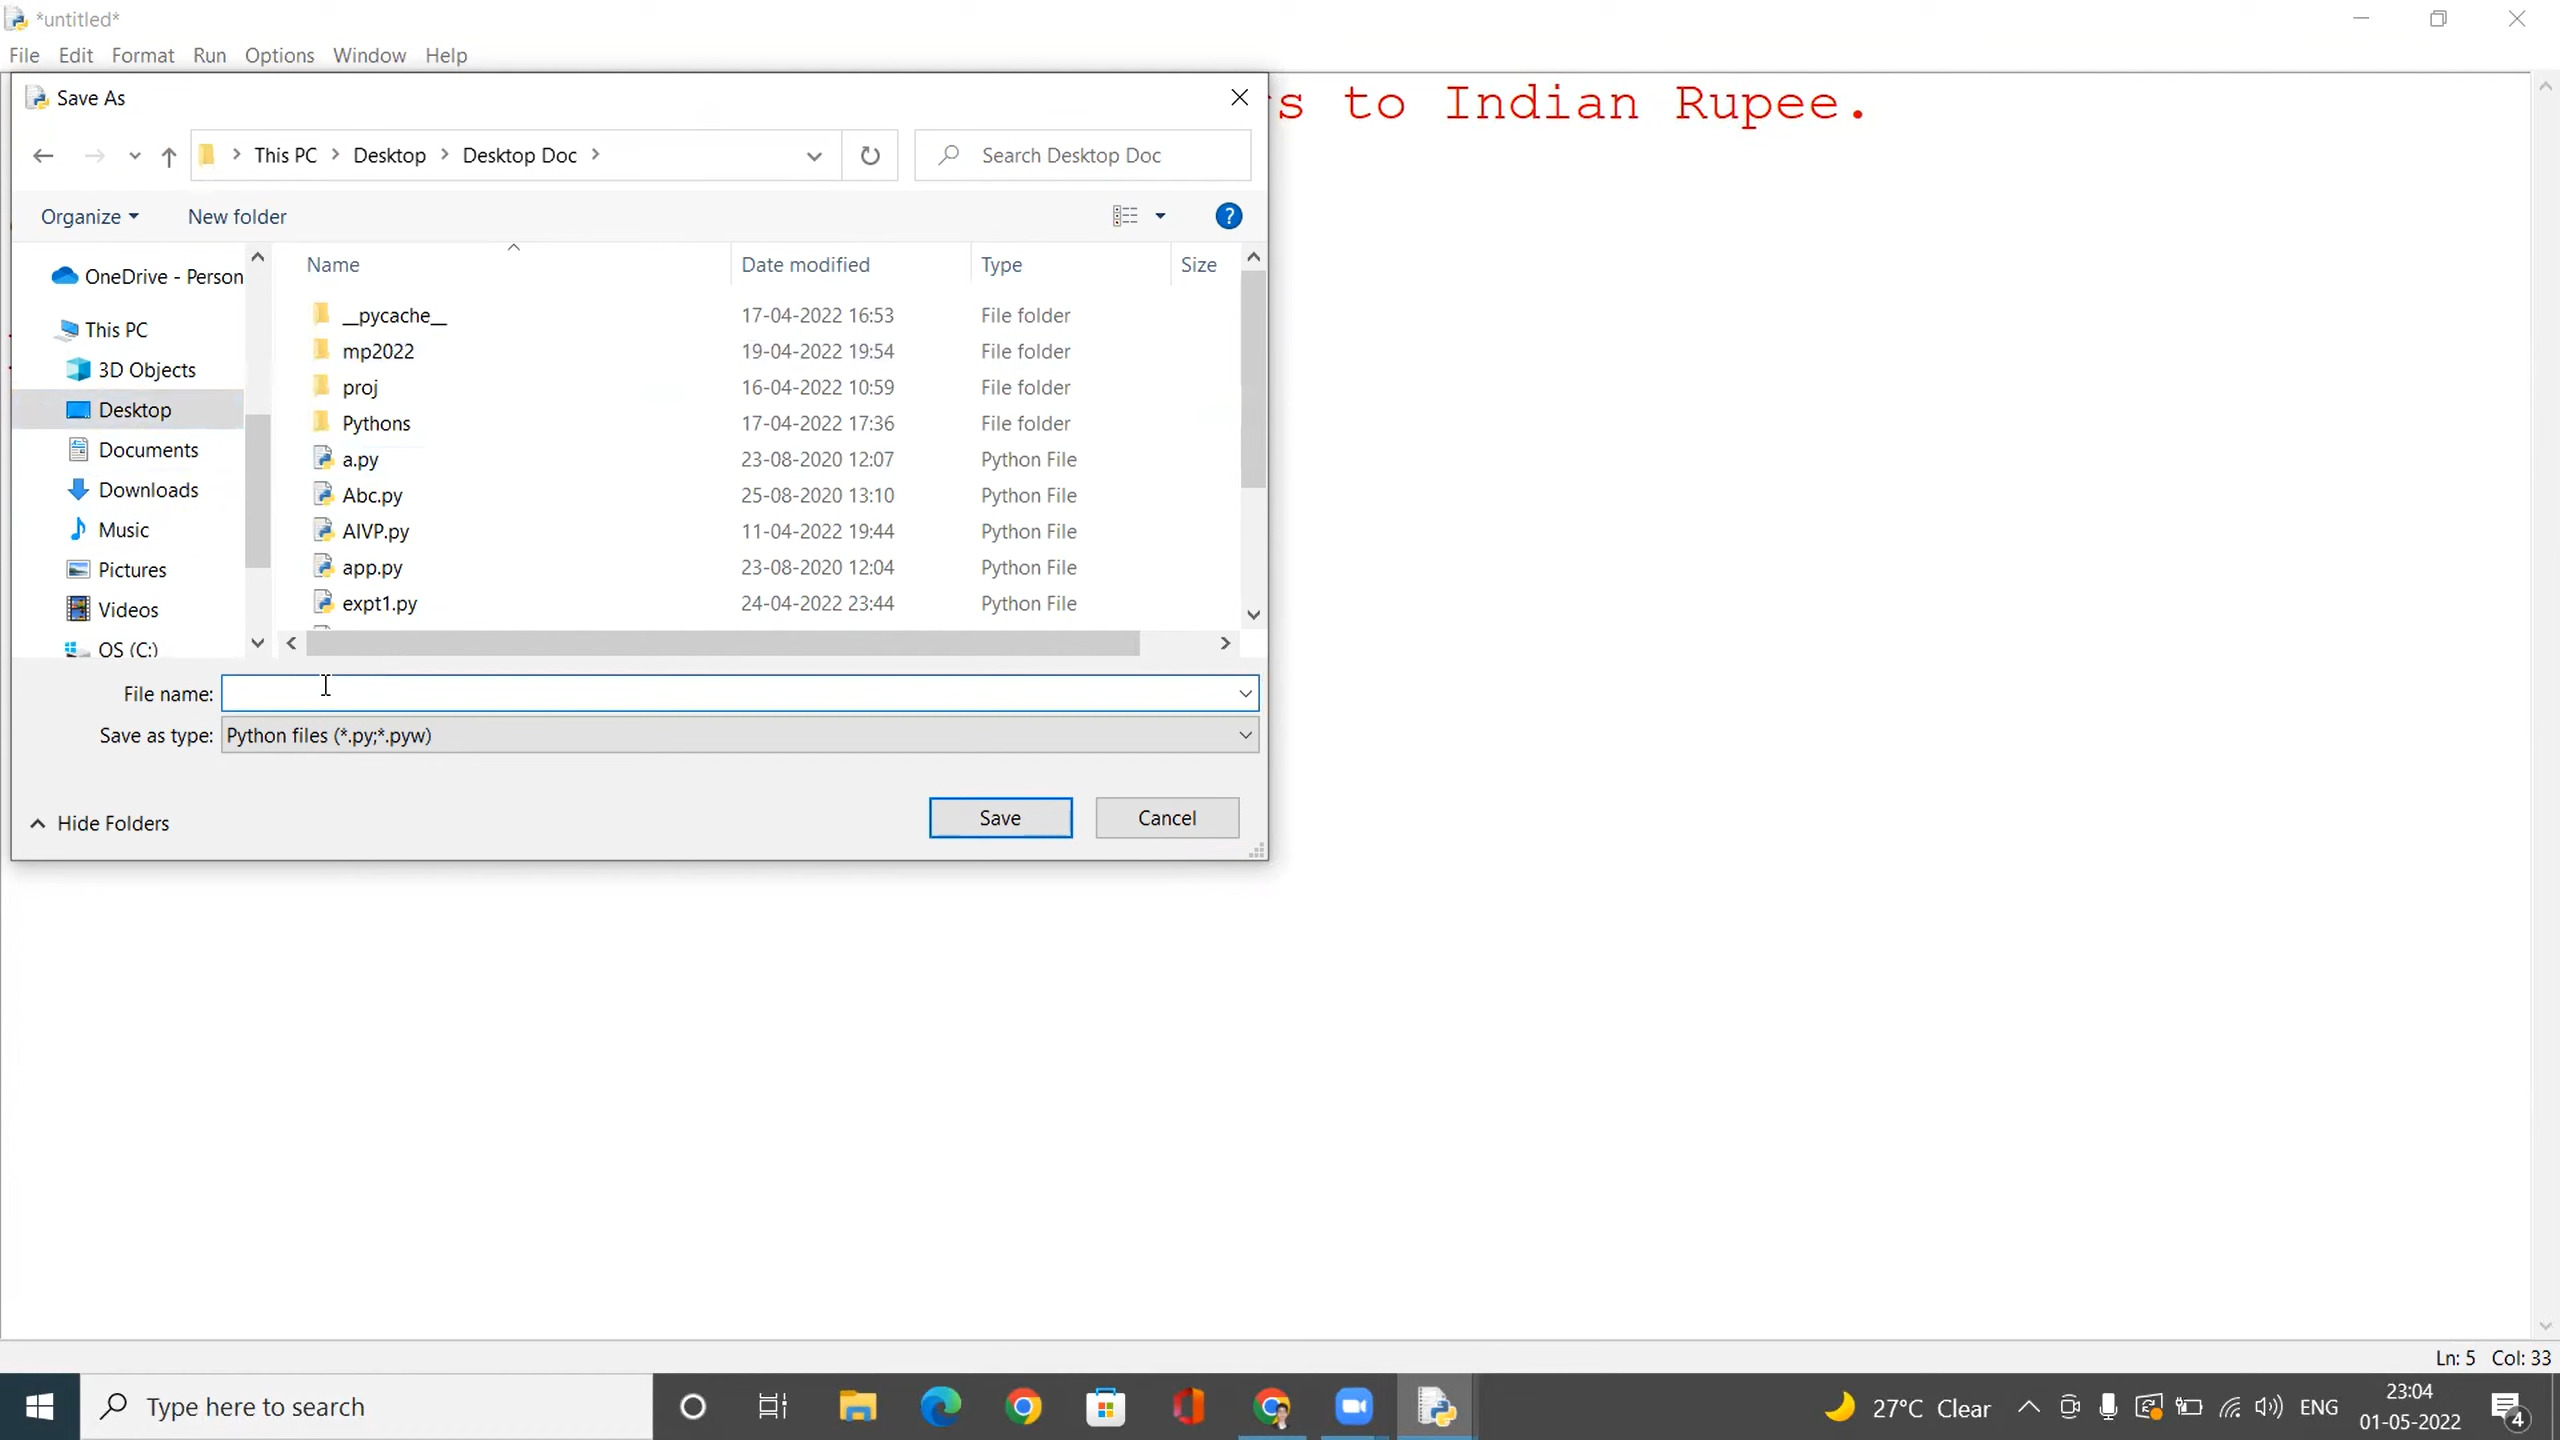 *untitled*
File Edit Format Run Options Window Help
s to Indian Rupee.
Save As
This PC Desktop Desktop Doc
Search Desktop Doc
Organize New folder
?
Name Date modified Type Size
OneDrive - Person
This PC
3D Objects
Desktop
Documents
Downloads
Music
Pictures
Videos
OS (C:)
__pycache__ 17-04-2022 16:53 File folder
mp2022 19-04-2022 19:54 File folder
proj 16-04-2022 10:59 File folder
Pythons 17-04-2022 17:36 File folder
a.py 23-08-2020 12:07 Python File
Abc.py 25-08-2020 13:10 Python File
AIVP.py 11-04-2022 19:44 Python File
app.py 23-08-2020 12:04 Python File
expt1.py 24-04-2022 23:44 Python File
File name:
Save as type: Python files (*.py;*.pyw)
Hide Folders
Save Cancel
Ln: 5 Col: 33
Type here to search
27°C Clear
ENG
23:04
01-05-2022
4